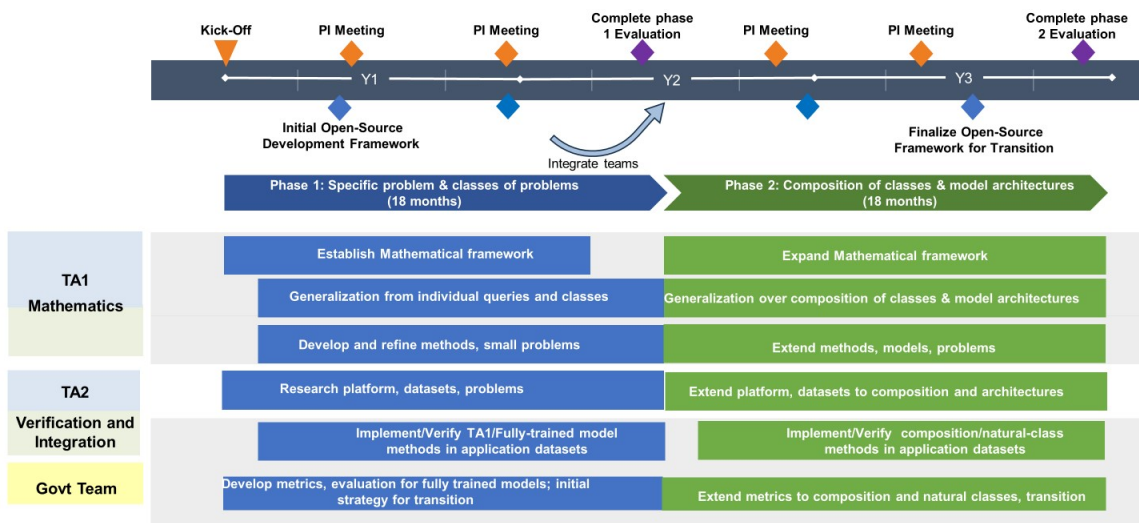 Kick-Off
PI Meeting
PI Meeting
Complete phase
1 Evaluation
PI Meeting
PI Meeting
Complete phase
2 Evaluation
Y1
Y2
Y3
Initial Open-Source
Development Framework
Integrate teams
Finalize Open-Source
Framework for Transition
Phase 1: Specific problem & classes of problems
(18 months)
Phase 2: Composition of classes & model architectures
(18 months)
TA1
Mathematics
Establish Mathematical framework
Expand Mathematical framework
Generalization from individual queries and classes
Generalization over composition of classes & model architectures
Develop and refine methods, small problems
Extend methods, models, problems
TA2
Verification and
Integration
Research platform, datasets, problems
Extend platform, datasets to composition and architectures
Implement/Verify TA1/Fully-trained model
methods in application datasets
Implement/Verify composition/natural-class
methods in application datasets
Govt Team
Develop metrics, evaluation for fully trained models; initial
strategy for transition
Extend metrics to composition and natural classes, transition